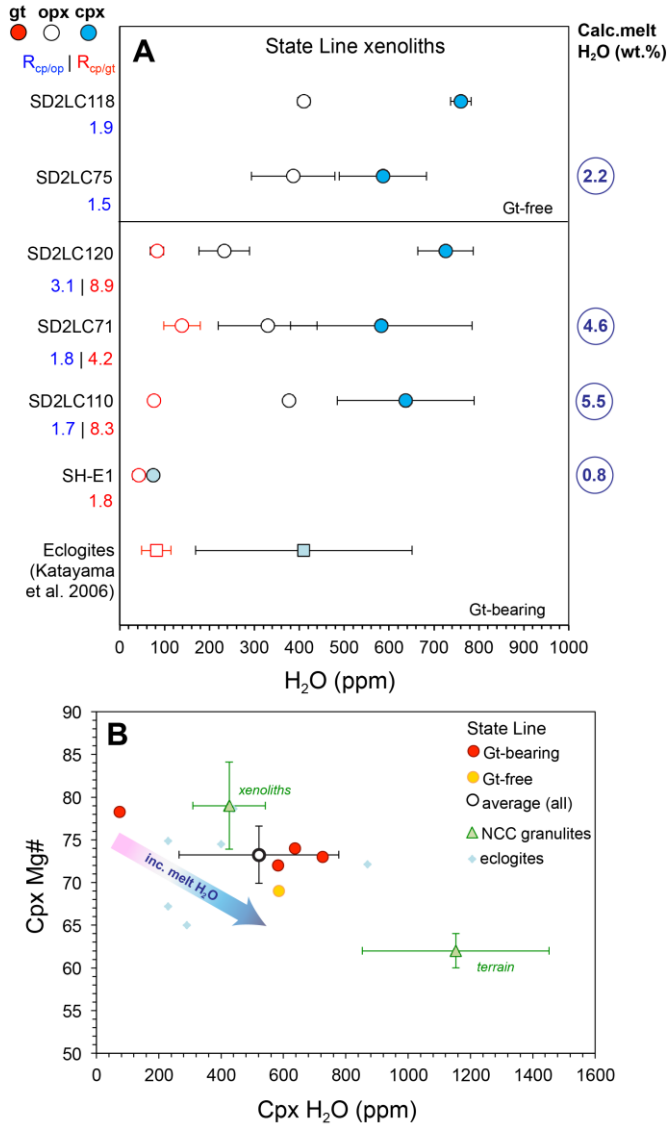 gt opx cpx
R_cp/op | R_cp/gt
A
State Line xenoliths
Calc.melt
H₂O (wt.%)
SD2LC118
1.9
SD2LC75
1.5
2.2
Gt-free
SD2LC120
3.1 | 8.9
SD2LC71
1.8 | 4.2
4.6
SD2LC110
1.7 | 8.3
5.5
SH-E1
1.8
0.8
Eclogites
(Katayama
et al. 2006)
Gt-bearing
0 100 200 300 400 500 600 700 800 900 1000
H₂O (ppm)
B
State Line
Gt-bearing
Gt-free
average (all)
NCC granulites
eclogites
xenoliths
inc. melt H₂O
terrain
90
85
80
75
70
65
60
55
50
Cpx Mg#
0 200 400 600 800 1000 1200 1400 1600
Cpx H₂O (ppm)